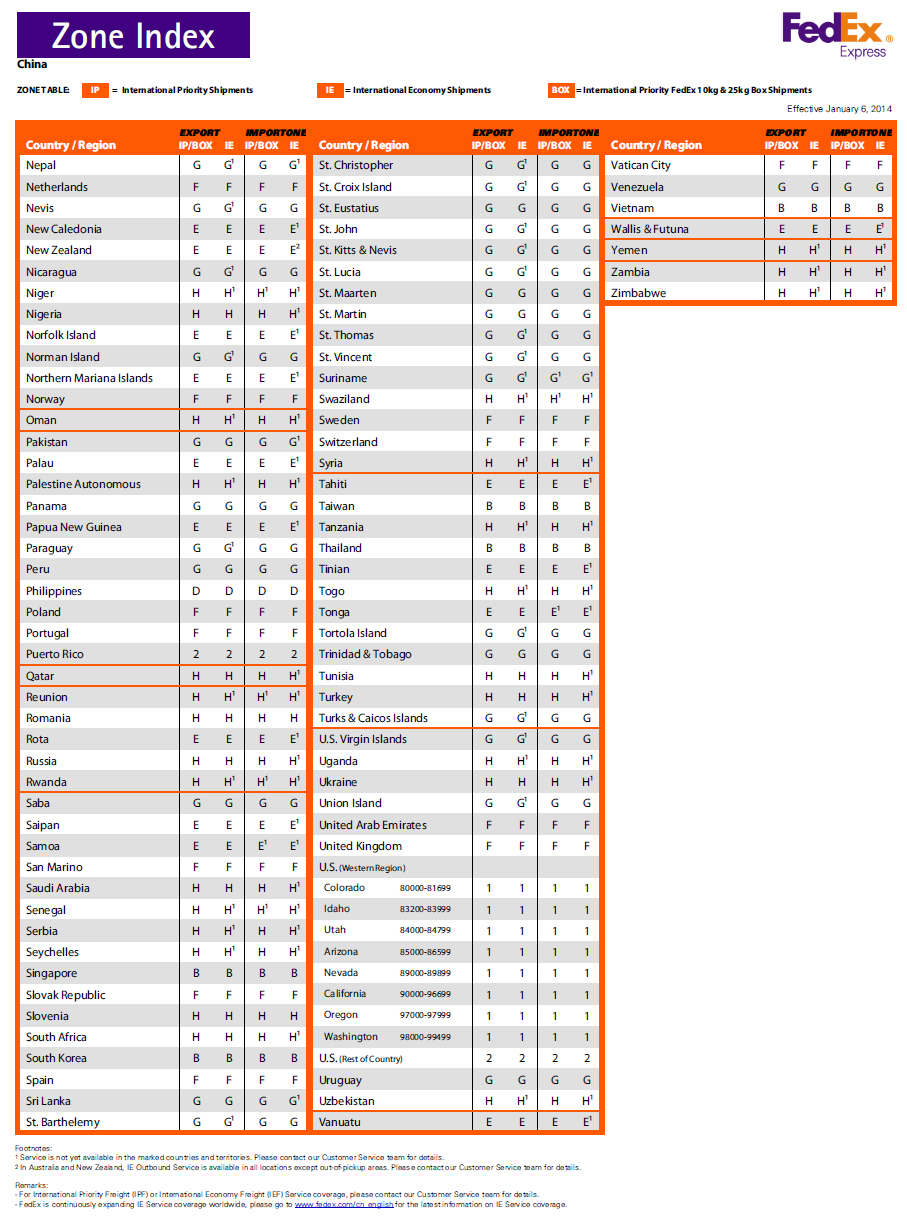 Zone Index
FedEx ®
Express
China
ZONE TABLE: IP = International Priority Shipments IE = International Economy Shipments BOX = International Priority FedEx 10kg & 25kg Box Shipments
Effective January 6, 2014
EXPORT IMPORTONE EXPORT IMPORTONE EXPORT IMPORTONE
Country / Region IP/BOX IE IP/BOX IE Country / Region IP/BOX IE IP/BOX IE Country / Region IP/BOX IE IP/BOX IE
Nepal G G¹ G G¹ St. Christopher G G¹ G G Vatican City F F F F
Netherlands F F F F St. Croix Island G G¹ G G Venezuela G G G G
Nevis G G¹ G G St. Eustatius G G G G Vietnam B B B B
New Caledonia E E E E¹ St. John G G¹ G G Wallis & Futuna E E E E¹
New Zealand E E E E² St. Kitts & Nevis G G¹ G G Yemen H H¹ H H¹
Nicaragua G G¹ G G St. Lucia G G¹ G G Zambia H H¹ H H¹
Niger H H¹ H¹ H¹ St. Maarten G G G G Zimbabwe H H¹ H H¹
Nigeria H H H H¹ St. Martin G G G G
Norfolk Island E E E E¹ St. Thomas G G¹ G G
Norman Island G G¹ G G St. Vincent G G¹ G G
Northern Mariana Islands E E E E¹ Suriname G G¹ G¹ G¹
Norway F F F F Swaziland H H¹ H¹ H¹
Oman H H¹ H H¹ Sweden F F F F
Pakistan G G G G¹ Switzerland F F F F
Palau E E E E¹ Syria H H¹ H H¹
Palestine Autonomous H H¹ H H¹ Tahiti E E E E¹
Panama G G G G Taiwan B B B B
Papua New Guinea E E E E¹ Tanzania H H¹ H H¹
Paraguay G G¹ G G Thailand B B B B
Peru G G G G Tinian E E E E¹
Philippines D D D D Togo H H¹ H H¹
Poland F F F F Tonga E E E¹ E¹
Portugal F F F F Tortola Island G G¹ G G
Puerto Rico 2 2 2 2 Trinidad & Tobago G G G G
Qatar H H H H¹ Tunisia H H H H¹
Reunion H H¹ H¹ H¹ Turkey H H H H¹
Romania H H H H Turks & Caicos Islands G G¹ G G
Rota E E E E¹ U.S. Virgin Islands G G¹ G G
Russia H H H H¹ Uganda H H¹ H H¹
Rwanda H H¹ H¹ H¹ Ukraine H H H H¹
Saba G G G G Union Island G G¹ G G
Saipan E E E E¹ United Arab Emirates F F F F
Samoa E E E¹ E¹ United Kingdom F F F F
San Marino F F F F U.S. (Western Region)
Saudi Arabia H H H H¹ Colorado 80000-81699 1 1 1 1
Senegal H H¹ H¹ H¹ Idaho 83200-83999 1 1 1 1
Serbia H H¹ H H¹ Utah 84000-84799 1 1 1 1
Seychelles H H¹ H H¹ Arizona 85000-86599 1 1 1 1
Singapore B B B B Nevada 89000-89899 1 1 1 1
Slovak Republic F F F F California 90000-96699 1 1 1 1
Slovenia H H H H Oregon 97000-97999 1 1 1 1
South Africa H H H H¹ Washington 98000-99499 1 1 1 1
South Korea B B B B U.S. (Rest of Country) 2 2 2 2
Spain F F F F Uruguay G G G G
Sri Lanka G G G G¹ Uzbekistan H H¹ H H¹
St. Barthelemy G G¹ G G Vanuatu E E E E¹
Footnotes:
1 Service is not yet available in the marked countries and territories. Please contact our Customer Service team for details.
2 In Australia and New Zealand, IE Outbound Service is available in all locations except out-of-pickup areas. Please contact our Customer Service team for details.
Remarks:
- For International Priority Freight (IPF) or International Economy Freight (IEF) Service coverage, please contact our Customer Service team for details.
- FedEx is continuously expanding IE Service coverage worldwide, please go to www.fedex.com/cn_english for the latest information on IE Service coverage.